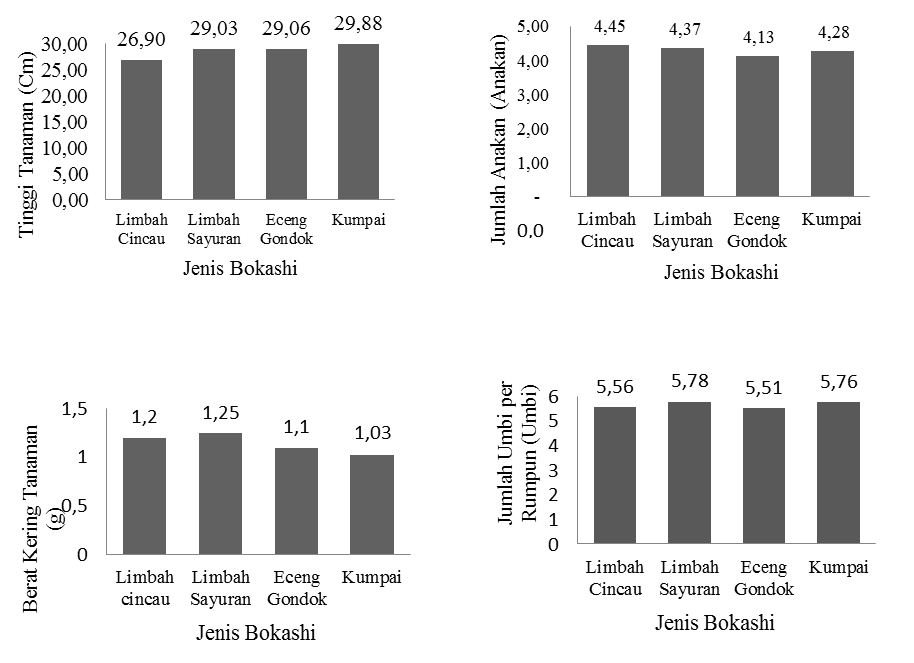 26,90 29,03 29,06 29,88
30,00
25,00
20,00
15,00
10,00
5,00
0,00
Tinggi Tanaman (Cm)
Limbah Cincau
Limbah Sayuran
Eceng Gondok
Kumpai
Jenis Bokashi
4,45 4,37 4,13 4,28
5,00
4,00
3,00
2,00
1,00
-
0,0
Jumlah Anakan (Anakan)
Limbah Cincau
Limbah Sayuran
Eceng Gondok
Kumpai
Jenis Bokashi
1,2 1,25 1,1 1,03
1,5
1
0,5
0
Berat Kering Tanaman
(g)
Limbah cincau
Limbah Sayuran
Eceng Gondok
Kumpai
Jenis Bokashi
5,56 5,78 5,51 5,76
6
5
4
3
2
1
0
Jumlah Umbi per
Rumpun (Umbi)
Limbah Cincau
Limbah Sayuran
Eceng Gondok
Kumpai
Jenis Bokashi